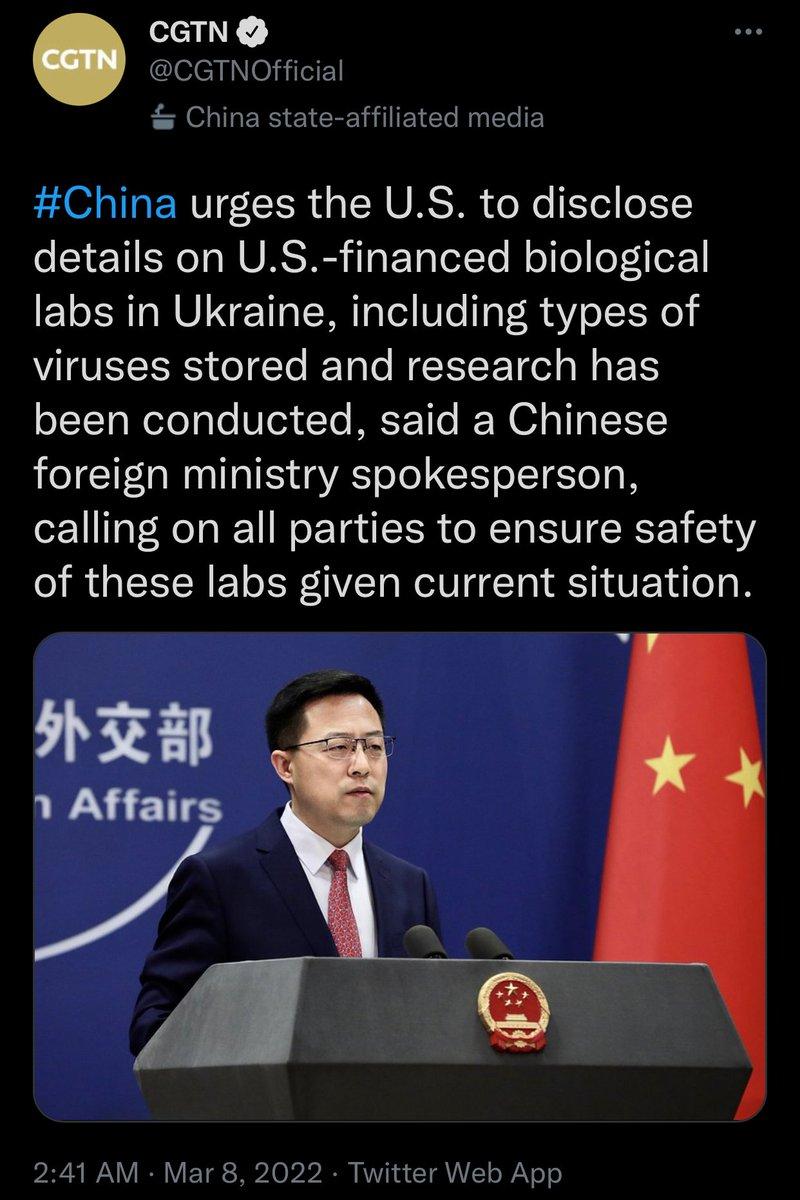 CGTN
CGTN
@CGTNOfficial
China state-affiliated media
#China urges the U.S. to disclose
details on U.S.-financed biological
labs in Ukraine, including types of
viruses stored and research has
been conducted, said a Chinese
foreign ministry spokesperson,
calling on all parties to ensure safety
of these labs given current situation.
外交部
n Affairs
2:41 AM · Mar 8, 2022 · Twitter Web App